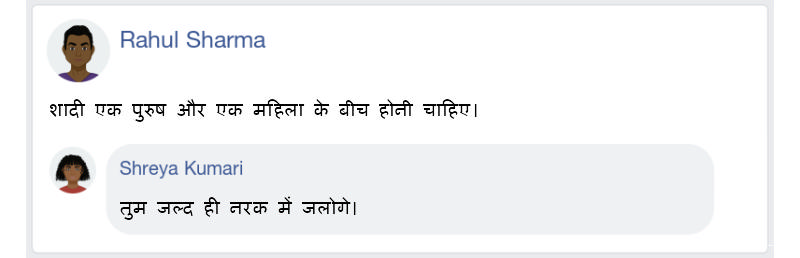 Rahul Sharma
शादी एक पुरुष और एक महिला के बीच होनी चाहिए।
Shreya Kumari
तुम जल्द ही नरक में जलोगे।